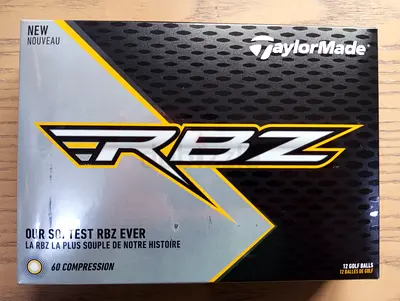 NEW
NOUVEAU
TaylorMade
RBZ
OUR SOFTEST RBZ EVER
LA RBZ LA PLUS SOUPLE DE NOTRE HISTOIRE
60 COMPRESSION
12 GOLF BALLS
12 BALLES DE GOLF